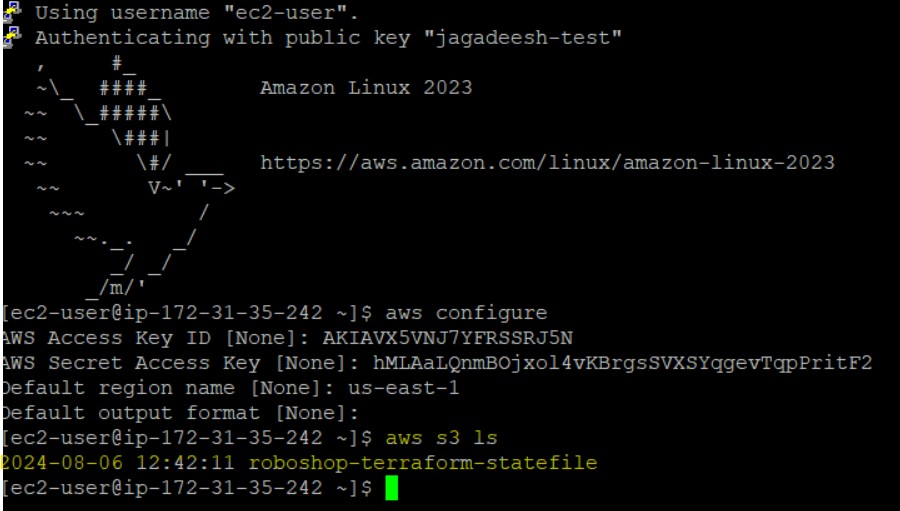 Using username "ec2-user".
Authenticating with public key "jagadeesh-test"
   ,     #_
   ~\_  ####_        Amazon Linux 2023
  ~~  \_#####\
  ~~     \###|
  ~~       \#/ ___   https://aws.amazon.com/linux/amazon-linux-2023
   ~~       V~' '->
    ~~~         /
      ~~._.   _/
         _/ _/
       _/m/'
[ec2-user@ip-172-31-35-242 ~]$ aws configure
AWS Access Key ID [None]: AKIAVX5VNJ7YFRSSRJ5N
AWS Secret Access Key [None]: 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
Default region name [None]: us-east-1
Default output format [None]:
[ec2-user@ip-172-31-35-242 ~]$ aws s3 ls
2024-08-06 12:42:11 roboshop-terraform-statefile
[ec2-user@ip-172-31-35-242 ~]$